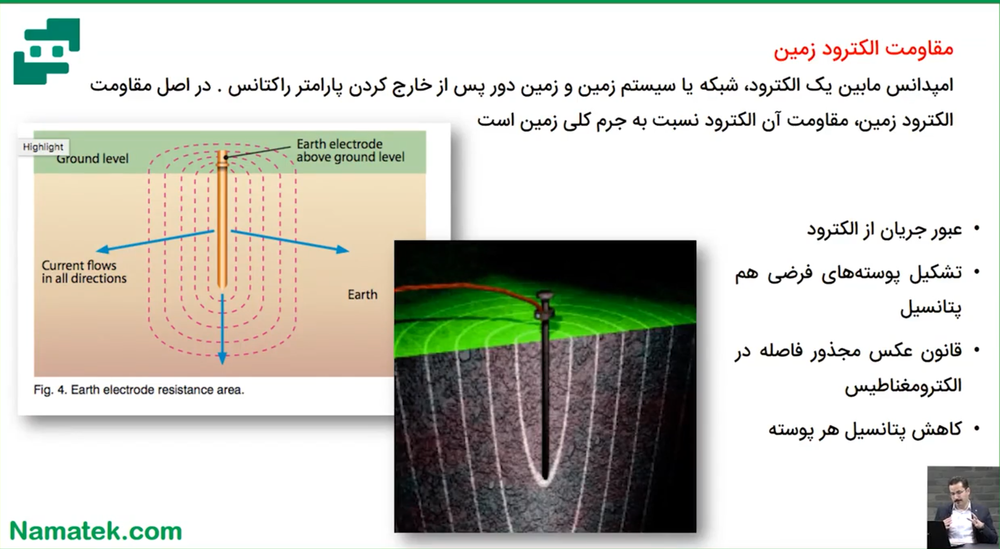 مقاومت الکترود زمین
امپدانس مابین یک الکترود، شبکه یا سیستم زمین و زمین دور پس از خارج کردن پارامتر راکتانس . در اصل مقاومت
الکترود زمین، مقاومت آن الکترود نسبت به جرم کلی زمین است
Highlight
Ground level
Earth electrode
above ground level
Current flows
in all directions
Earth
Fig. 4. Earth electrode resistance area.
• عبور جریان از الکترود
• تشکیل پوسته‌های فرضی هم
پتانسیل
• قانون عکس مجذور فاصله در
الکترومغناطیس
• کاهش پتانسیل هر پوسته
Namatek.com